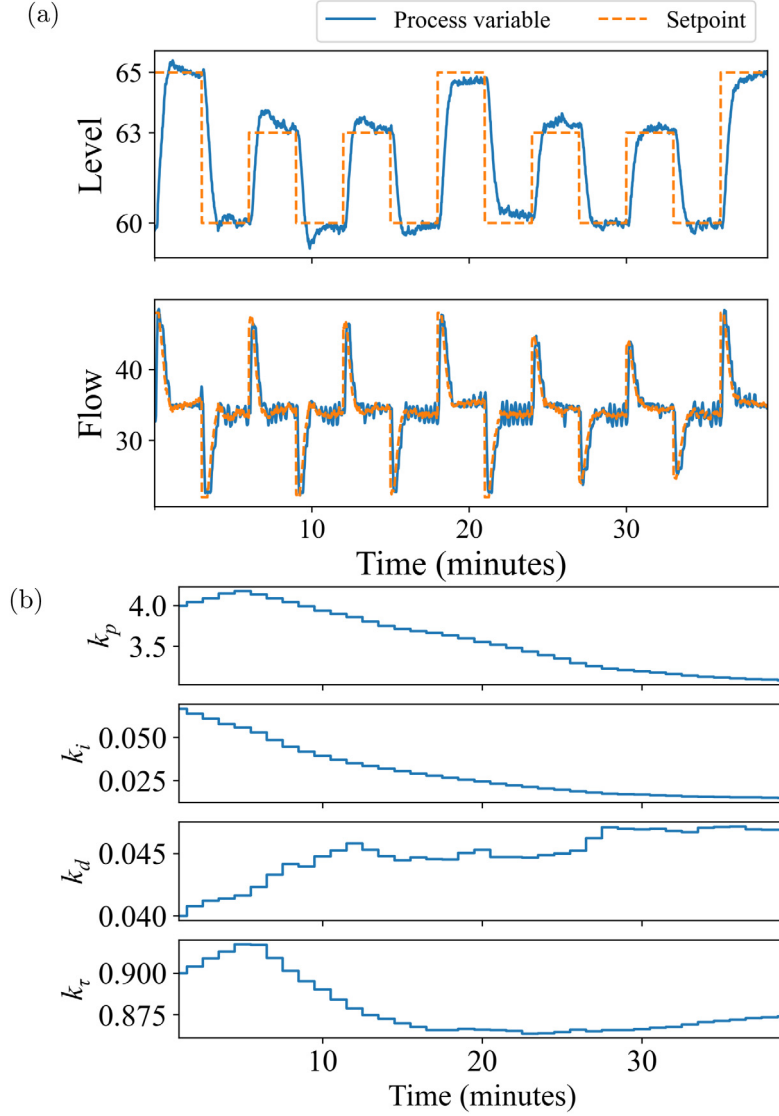 (a)
Process variable
Setpoint
65
63
60
Level
40
30
Flow
10
20
30
Time (minutes)
(b)
4.0
3.5
k_p
0.050
0.025
k_i
0.045
0.040
k_d
0.900
0.875
k_τ
10
20
30
Time (minutes)